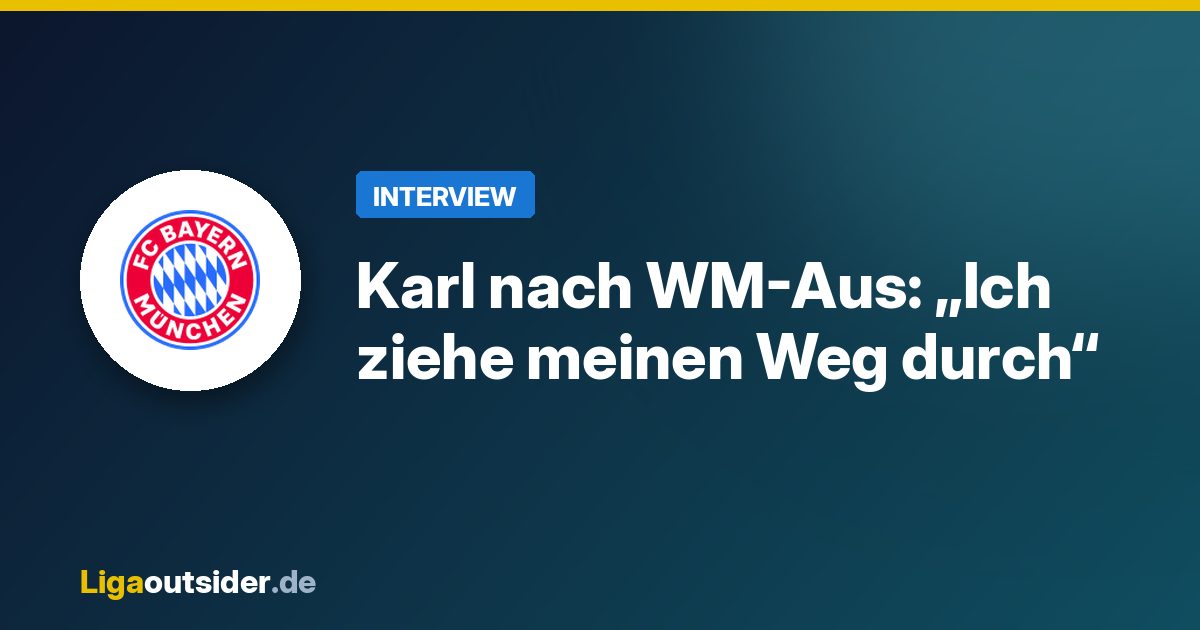 FC BAYERN
MÜNCHEN
INTERVIEW
Karl nach WM-Aus: „Ich
ziehe meinen Weg durch“
Ligaoutsider.de